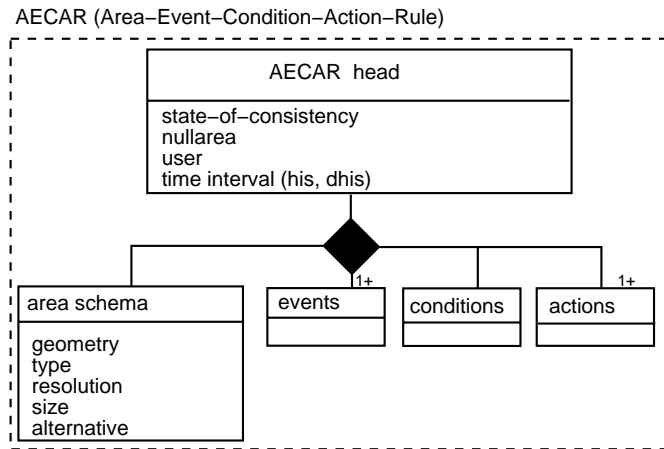 AECAR (Area−Event−Condition−Action−Rule)
AECAR head
state−of−consistency
nullarea
user
time interval (his, dhis)
1+
1+
area schema
events
conditions
actions
geometry
type
resolution
size
alternative